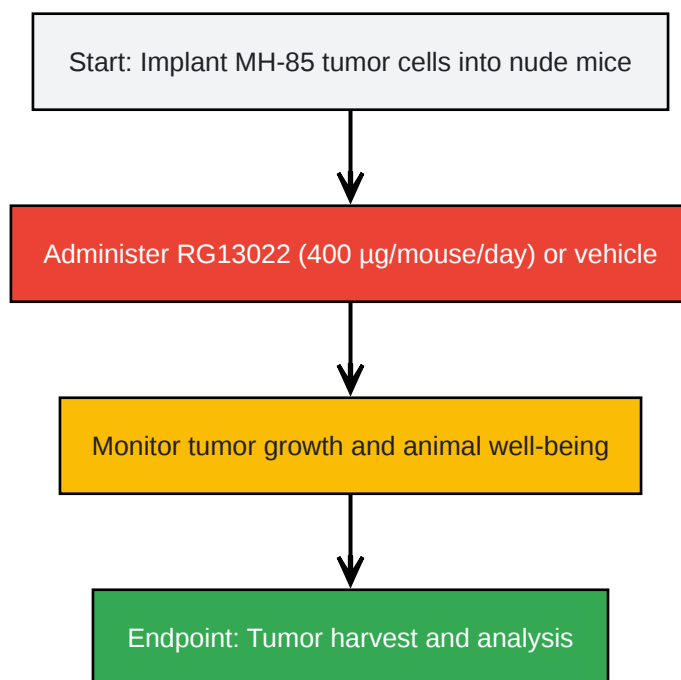 Start: Implant MH-85 tumor cells into nude mice
Administer RG13022 (400 µg/mouse/day) or vehicle
Monitor tumor growth and animal well-being
Endpoint: Tumor harvest and analysis